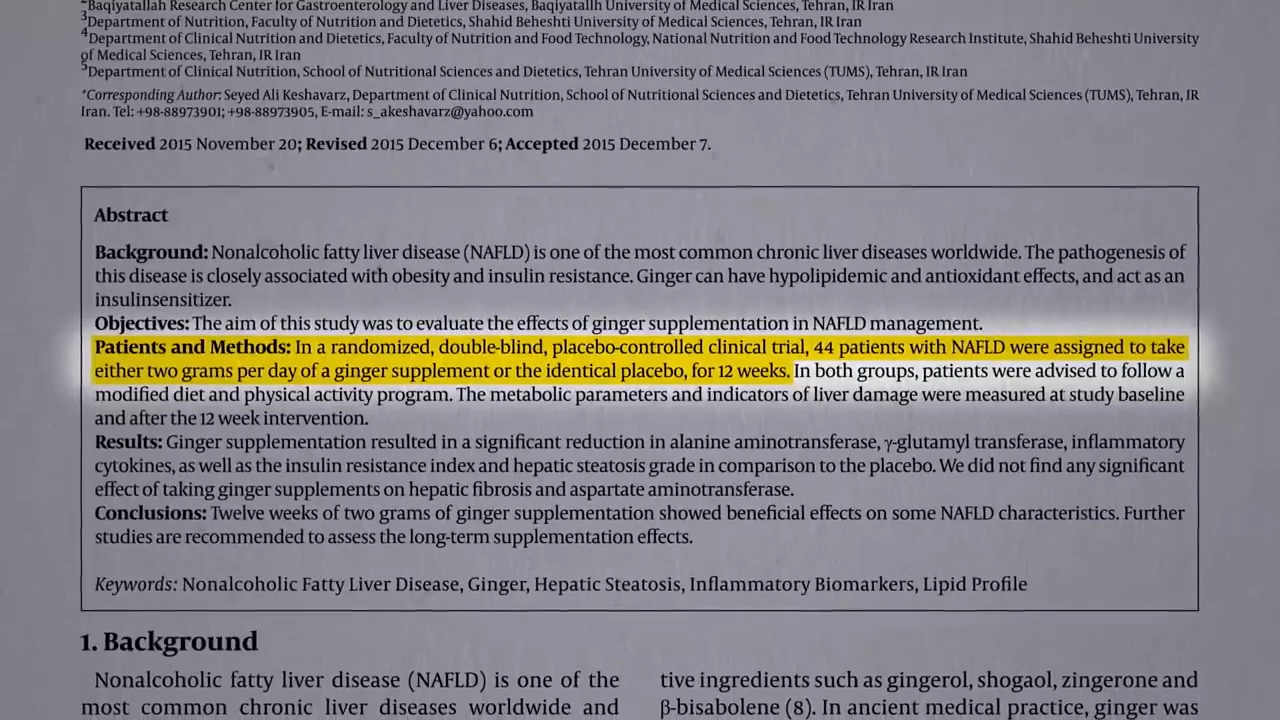 ²Baqiyatallah Research Center for Gastroenterology and Liver Diseases, Baqiyatallh University of Medical Sciences, Tehran, IR Iran
³Department of Nutrition, Faculty of Nutrition and Dietetics, Shahid Beheshti University of Medical Sciences, Tehran, IR Iran
⁴Department of Clinical Nutrition and Dietetics, Faculty of Nutrition and Food Technology, National Nutrition and Food Technology Research Institute, Shahid Beheshti University
of Medical Sciences, Tehran, IR Iran
⁵Department of Clinical Nutrition, School of Nutritional Sciences and Dietetics, Tehran University of Medical Sciences (TUMS), Tehran, IR Iran
*Corresponding Author: Seyed Ali Keshavarz, Department of Clinical Nutrition, School of Nutritional Sciences and Dietetics, Tehran University of Medical Sciences (TUMS), Tehran, IR
Iran. Tel: +98-88973901; +98-88973905, E-mail: s_akeshavarz@yahoo.com
Received 2015 November 20; Revised 2015 December 6; Accepted 2015 December 7.
Abstract
Background: Nonalcoholic fatty liver disease (NAFLD) is one of the most common chronic liver diseases worldwide. The pathogenesis of
this disease is closely associated with obesity and insulin resistance. Ginger can have hypolipidemic and antioxidant effects, and act as an
insulinsensitizer.
Objectives: The aim of this study was to evaluate the effects of ginger supplementation in NAFLD management.
Patients and Methods: In a randomized, double-blind, placebo-controlled clinical trial, 44 patients with NAFLD were assigned to take
either two grams per day of a ginger supplement or the identical placebo, for 12 weeks. In both groups, patients were advised to follow a
modified diet and physical activity program. The metabolic parameters and indicators of liver damage were measured at study baseline
and after the 12 week intervention.
Results: Ginger supplementation resulted in a significant reduction in alanine aminotransferase, γ-glutamyl transferase, inflammatory
cytokines, as well as the insulin resistance index and hepatic steatosis grade in comparison to the placebo. We did not find any significant
effect of taking ginger supplements on hepatic fibrosis and aspartate aminotransferase.
Conclusions: Twelve weeks of two grams of ginger supplementation showed beneficial effects on some NAFLD characteristics. Further
studies are recommended to assess the long-term supplementation effects.
Keywords: Nonalcoholic Fatty Liver Disease, Ginger, Hepatic Steatosis, Inflammatory Biomarkers, Lipid Profile
1. Background
Nonalcoholic fatty liver disease (NAFLD) is one of the
most common chronic liver diseases worldwide and
tive ingredients such as gingerol, shogaol, zingerone and
β-bisabolene (8). In ancient medical practice, ginger was